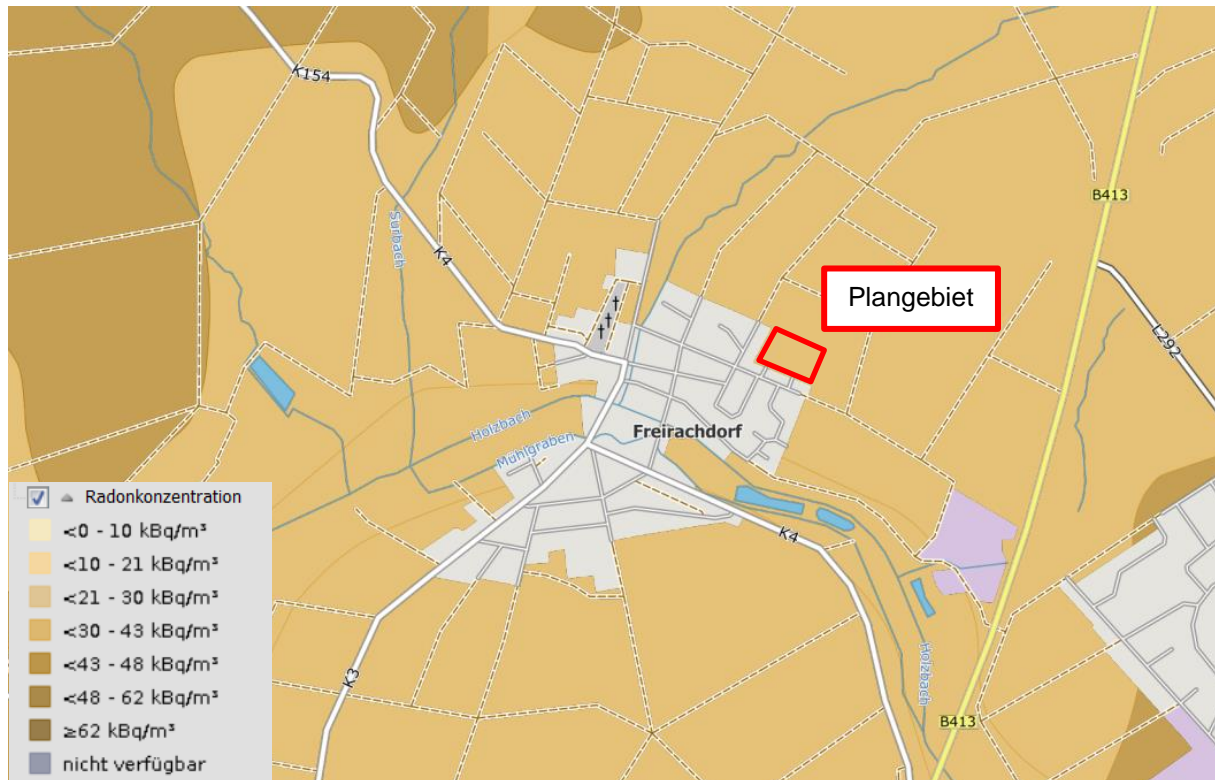 K154
B413
Surbach
K4
Plangebiet
L292
Holzbach
Mühlgraben
Freirachdorf
K4
K3
Holzbach
B413
Radonkonzentration
<0 - 10 kBq/m³
<10 - 21 kBq/m³
<21 - 30 kBq/m³
<30 - 43 kBq/m³
<43 - 48 kBq/m³
<48 - 62 kBq/m³
≥62 kBq/m³
nicht verfügbar